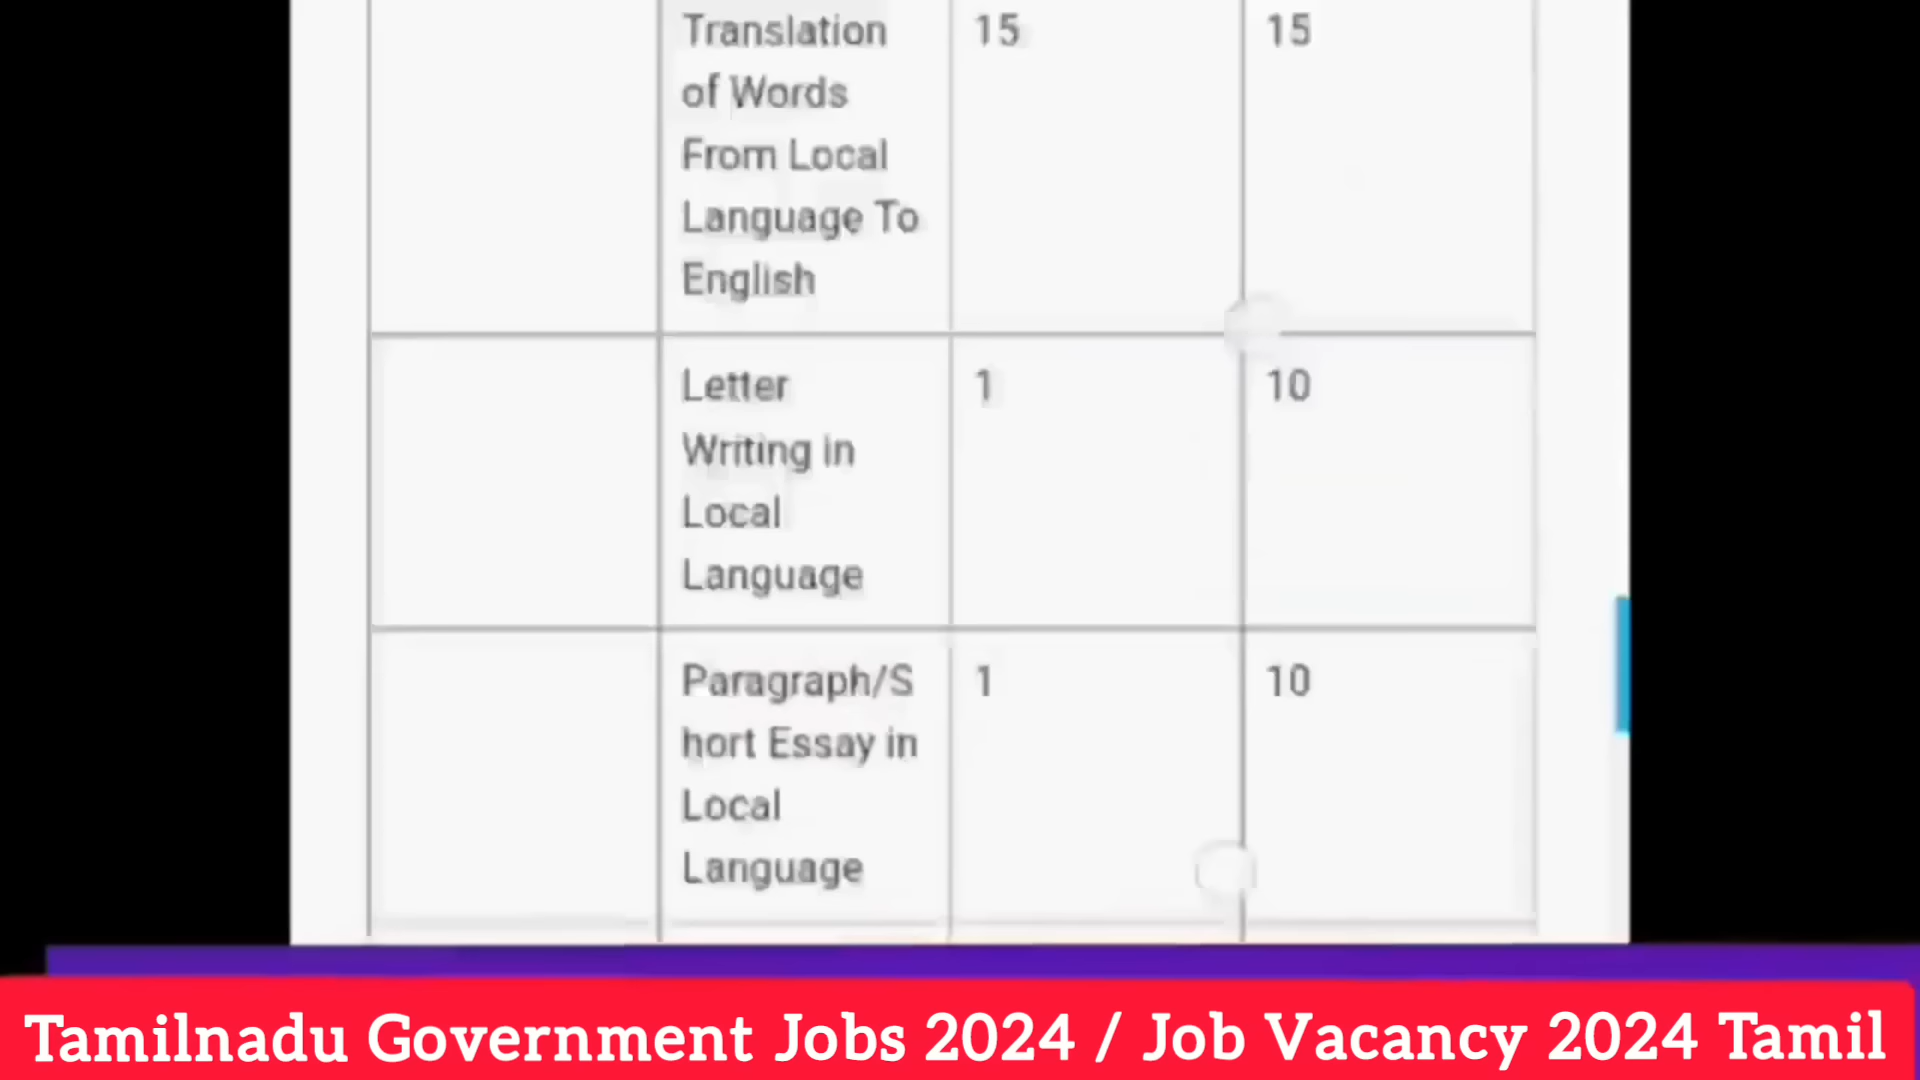 Translation 15 15
of Words
From Local
Language To
English
Letter 1 10
Writing in
Local
Language
Paragraph/S 1 10
hort Essay in
Local
Language
Tamilnadu Government Jobs 2024 / Job Vacancy 2024 Tamil